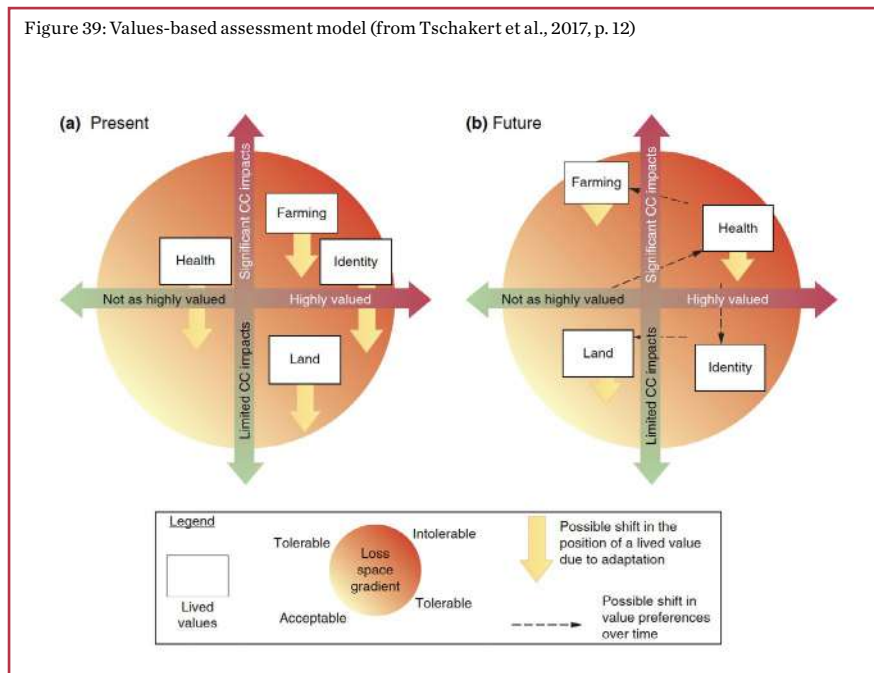 Figure 39: Values-based assessment model (from Tschakert et al., 2017, p. 12)
(a) Present
Significant CC impacts
Farming
Health
Identity
Not as highly valued
Highly valued
Land
Limited CC impacts
(b) Future
Significant CC impacts
Farming
Health
Not as highly valued
Highly valued
Land
Identity
Limited CC impacts
Legend
Lived
values
Tolerable
Intolerable
Loss
space
gradient
Acceptable
Tolerable
Possible shift in the
position of a lived value
due to adaptation
Possible shift in
value preferences
over time